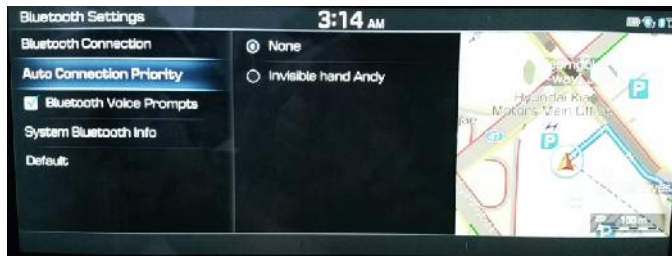 Bluetooth Settings
3:14 AM
Bluetooth Connection
Auto Connection Priority
Bluetooth Voice Prompts
System Bluetooth Info
Default
None
Invisible hand Andy
P
Hyundai Kia
Motors Main Office
P
100 m